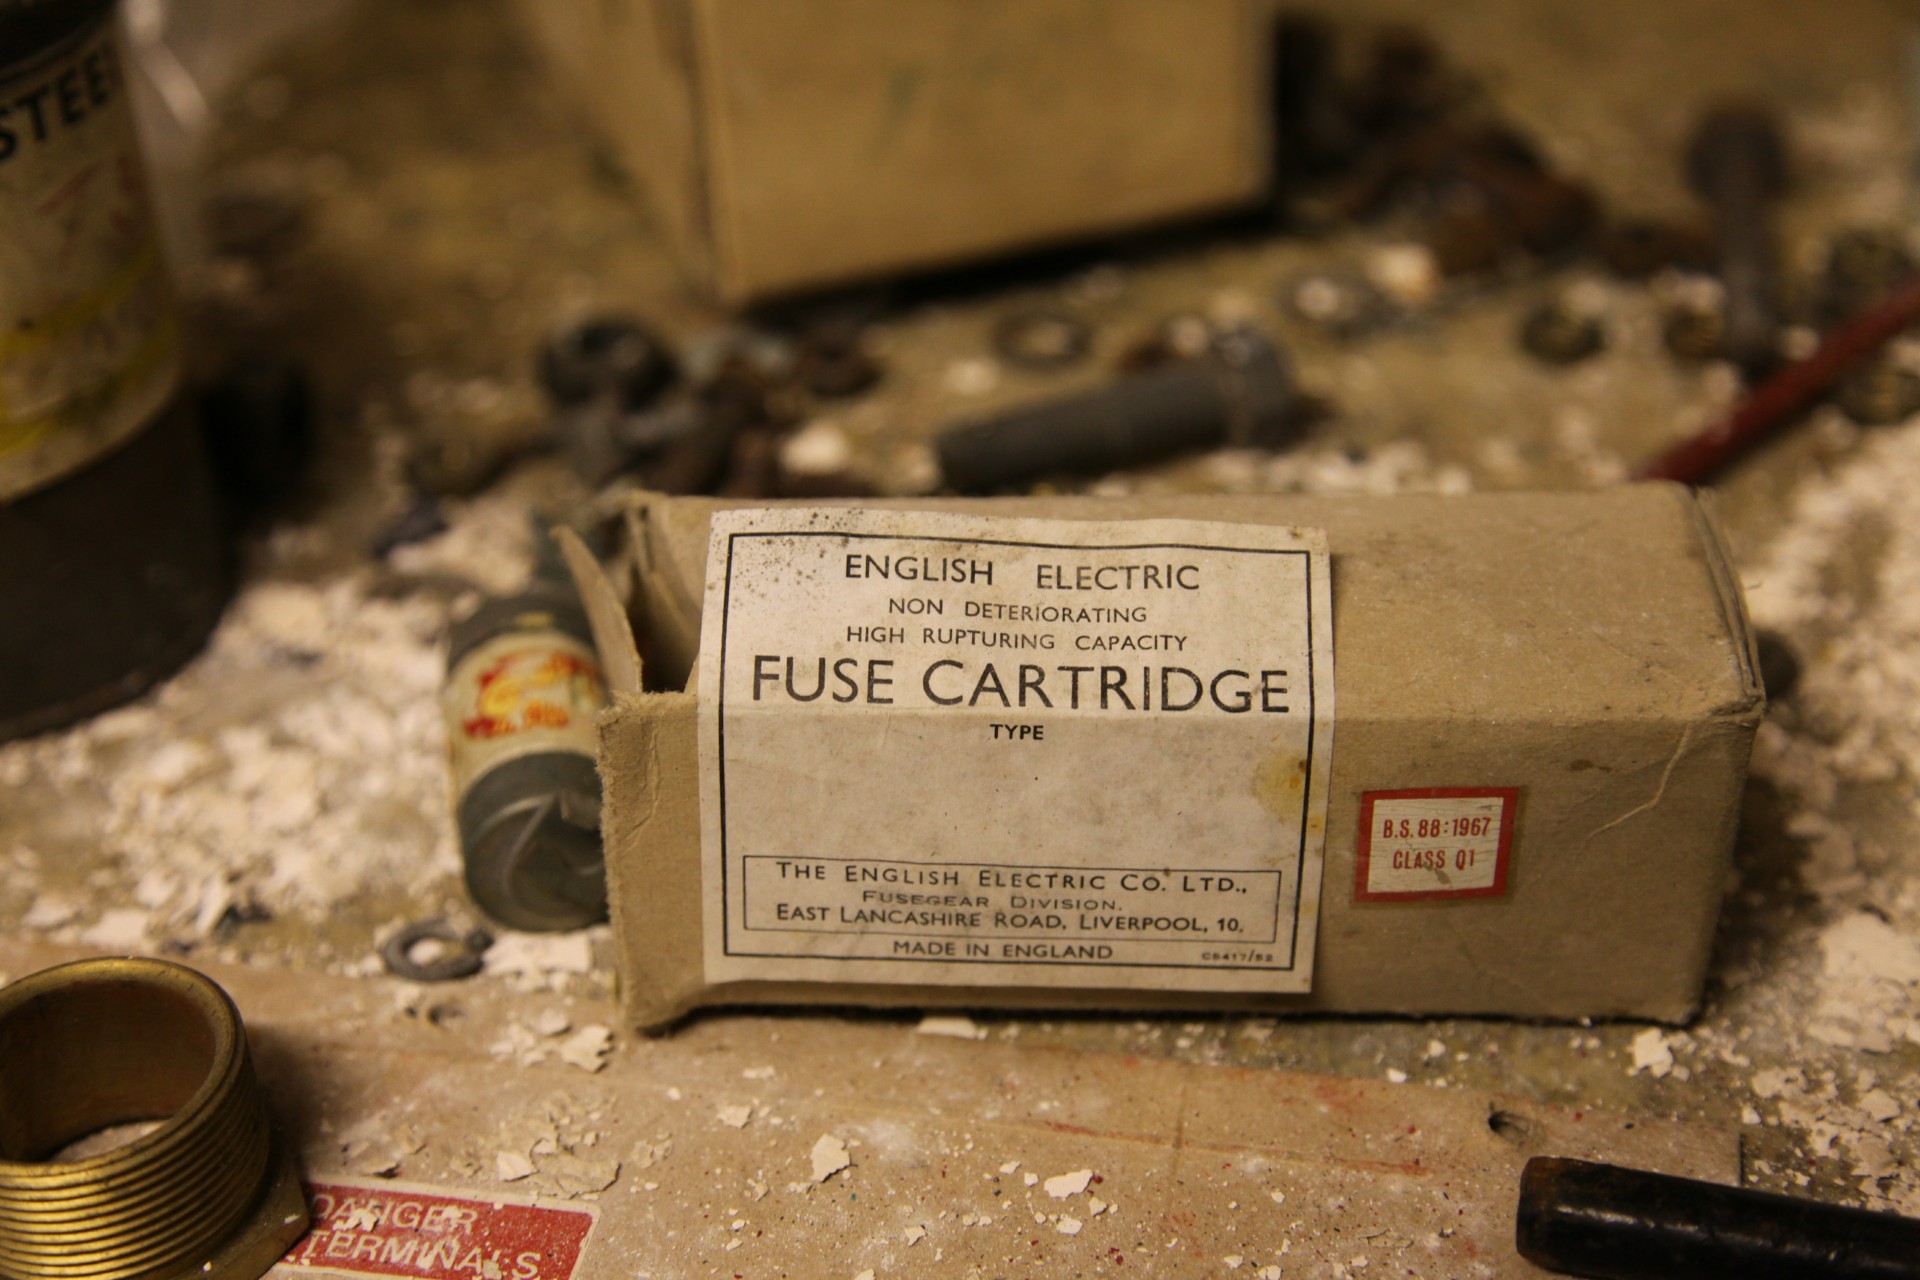 STEE
ENGLISH ELECTRIC
NON DETERIORATING
HIGH RUPTURING CAPACITY
FUSE CARTRIDGE
TYPE
THE ENGLISH ELECTRIC CO. LTD.,
FUSEGEAR DIVISION.
EAST LANCASHIRE ROAD, LIVERPOOL, 10.
MADE IN ENGLAND
B.S. 88:1967
CLASS Q1
DANGER
TERMINALS